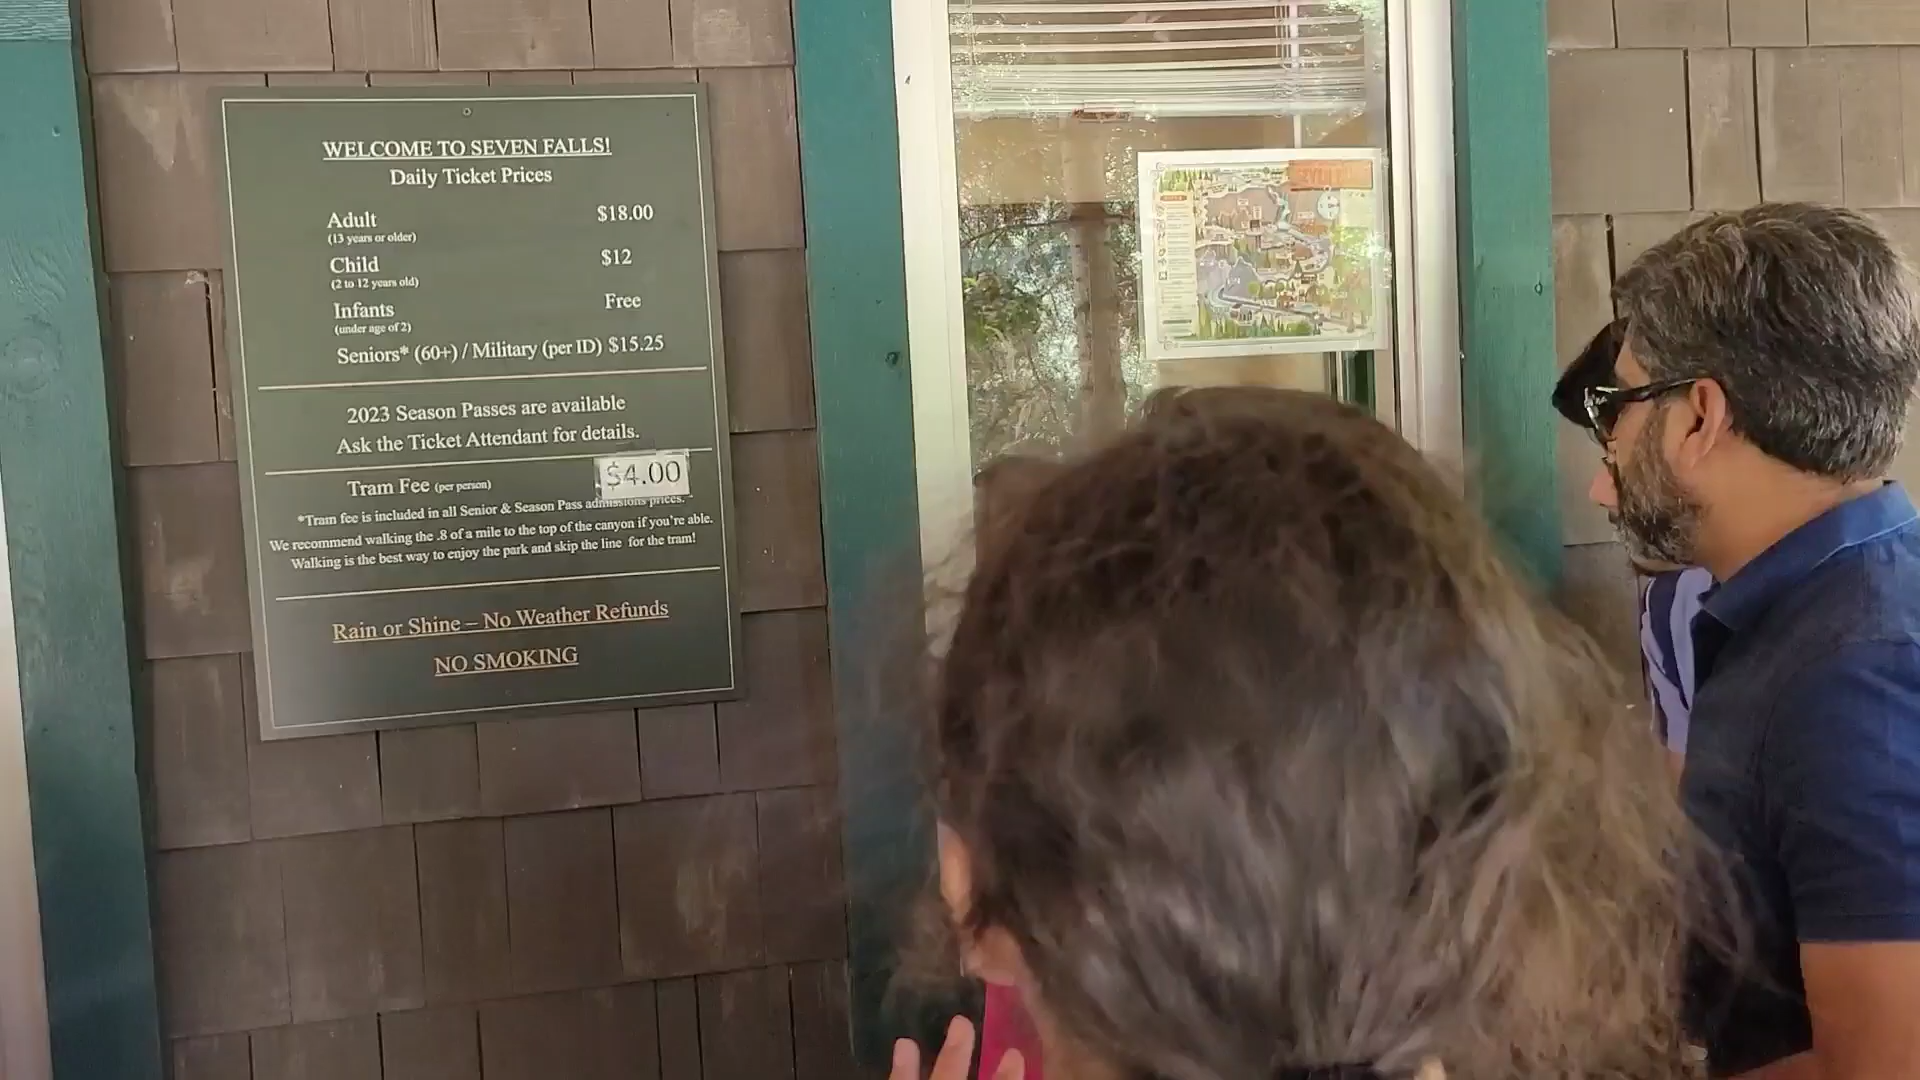 WELCOME TO SEVEN FALLS!
Daily Ticket Prices
Adult $18.00
(13 years or older)
Child $12
(2 to 12 years old)
Infants Free
(under age of 2)
Seniors* (60+) / Military (per ID) $15.25
2023 Season Passes are available
Ask the Ticket Attendant for details.
Tram Fee (per person) $4.00
*Tram fee is included in all Senior & Season Pass admissions prices.
We recommend walking the .8 of a mile to the top of the canyon if you're able.
Walking is the best way to enjoy the park and skip the line for the tram!
Rain or Shine – No Weather Refunds
NO SMOKING